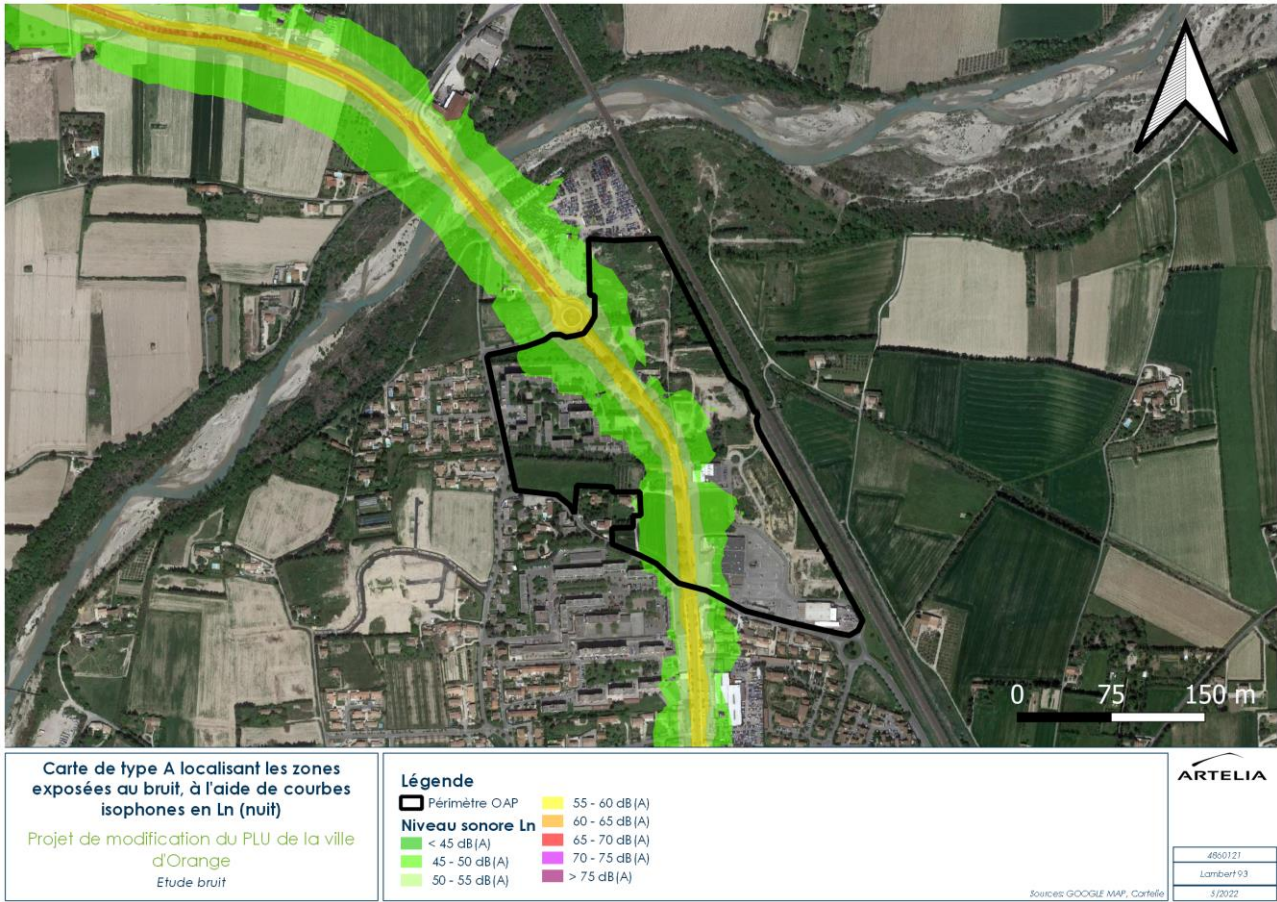 0 75 150 m
Carte de type A localisant les zones
exposées au bruit, à l'aide de courbes
isophones en Ln (nuit)
Projet de modification du PLU de la ville
d'Orange
Etude bruit
Légende
Périmètre OAP
Niveau sonore Ln
< 45 dB(A)
45 - 50 dB(A)
50 - 55 dB(A)
55 - 60 dB(A)
60 - 65 dB(A)
65 - 70 dB(A)
70 - 75 dB(A)
> 75 dB(A)
Sources: GOOGLE MAP, Cartelie
ARTELIA
4860121
Lambert 93
5/2022